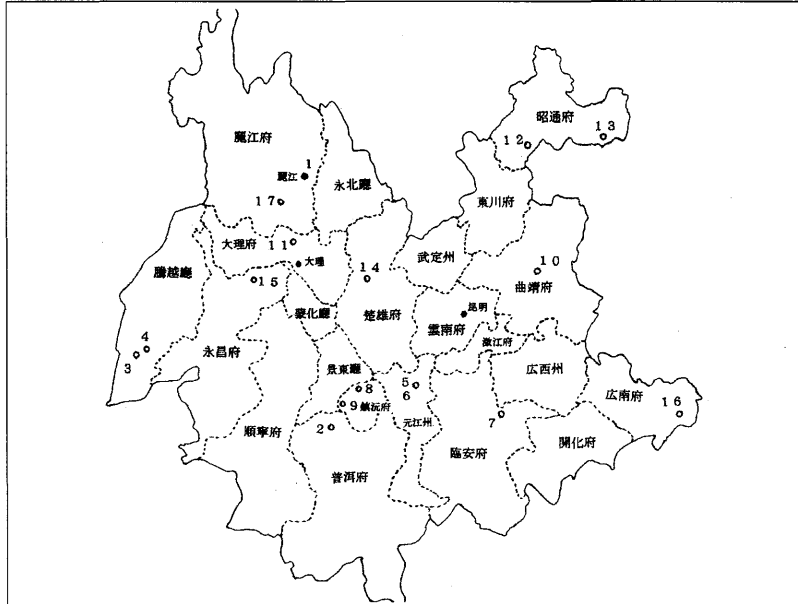 昭通府
12
13
麗江府
1
麗江
永北廳
17
東川府
大理府
11
大理
武定州
10
騰越廳
15
14
曲靖府
蒙化廳
楚雄府
昆明
雲南府
澂江府
4
3
永昌府
景東廳
広西州
8
5
6
広南府
9
鎮沅府
16
2
元江州
7
順寧府
臨安府
開化府
普洱府